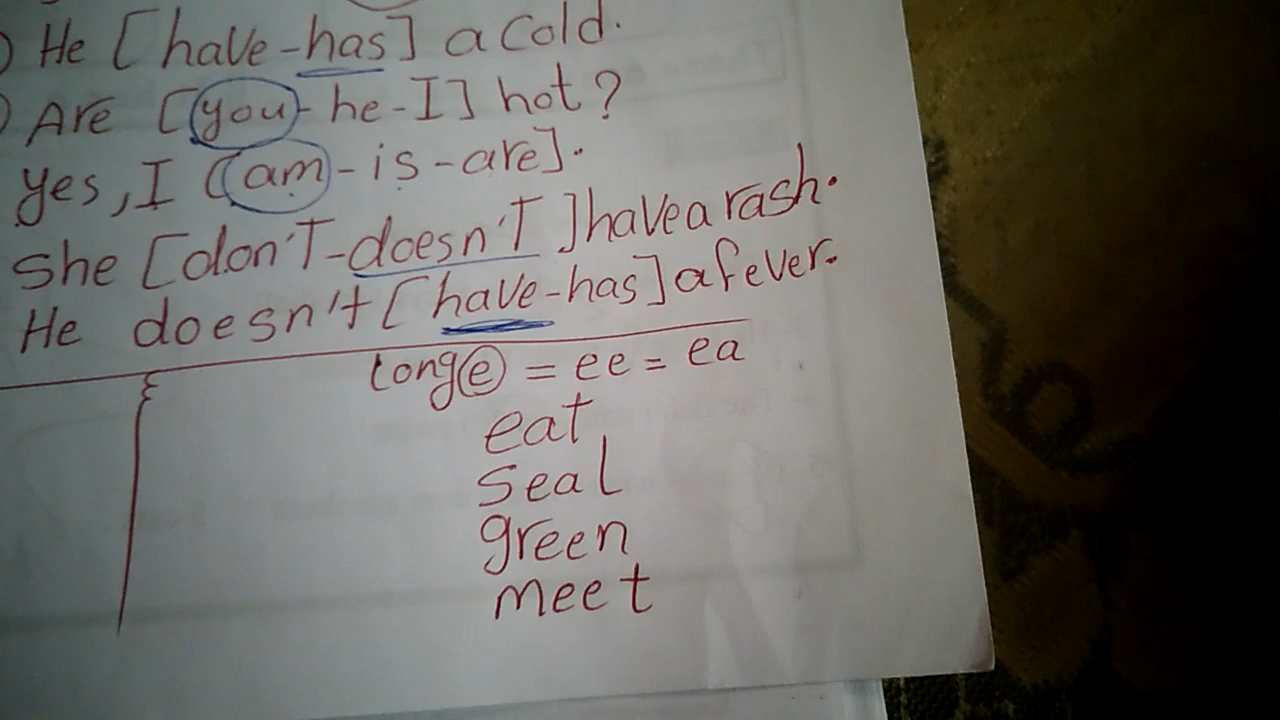 He [have-has] a cold.
Are [you-he-I] hot?
yes, I [am-is-are].
She [don'T-doesn'T] have a rash.
He doesn't [have-has] a fever.
Long e = ee = ea
eat
seal
green
meet